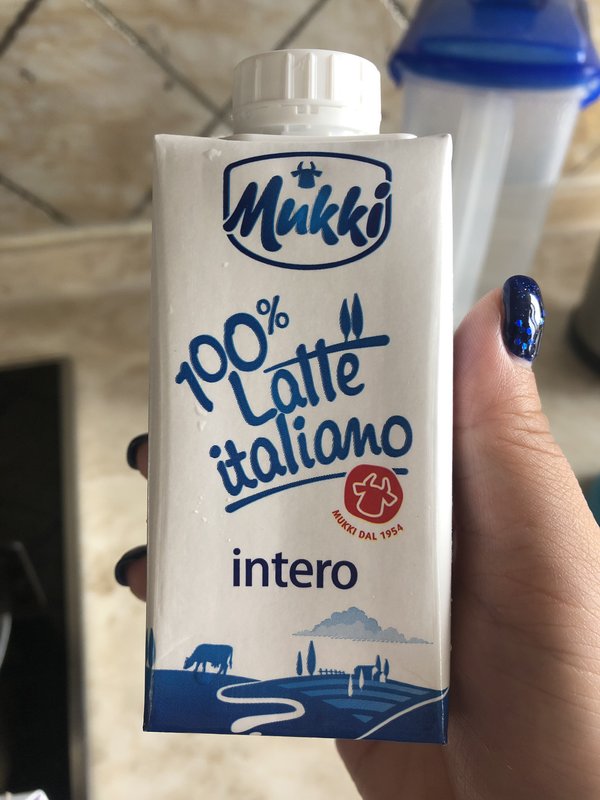 Mukki
100%
Latte
italiano
MUKKI DAL 1954
intero